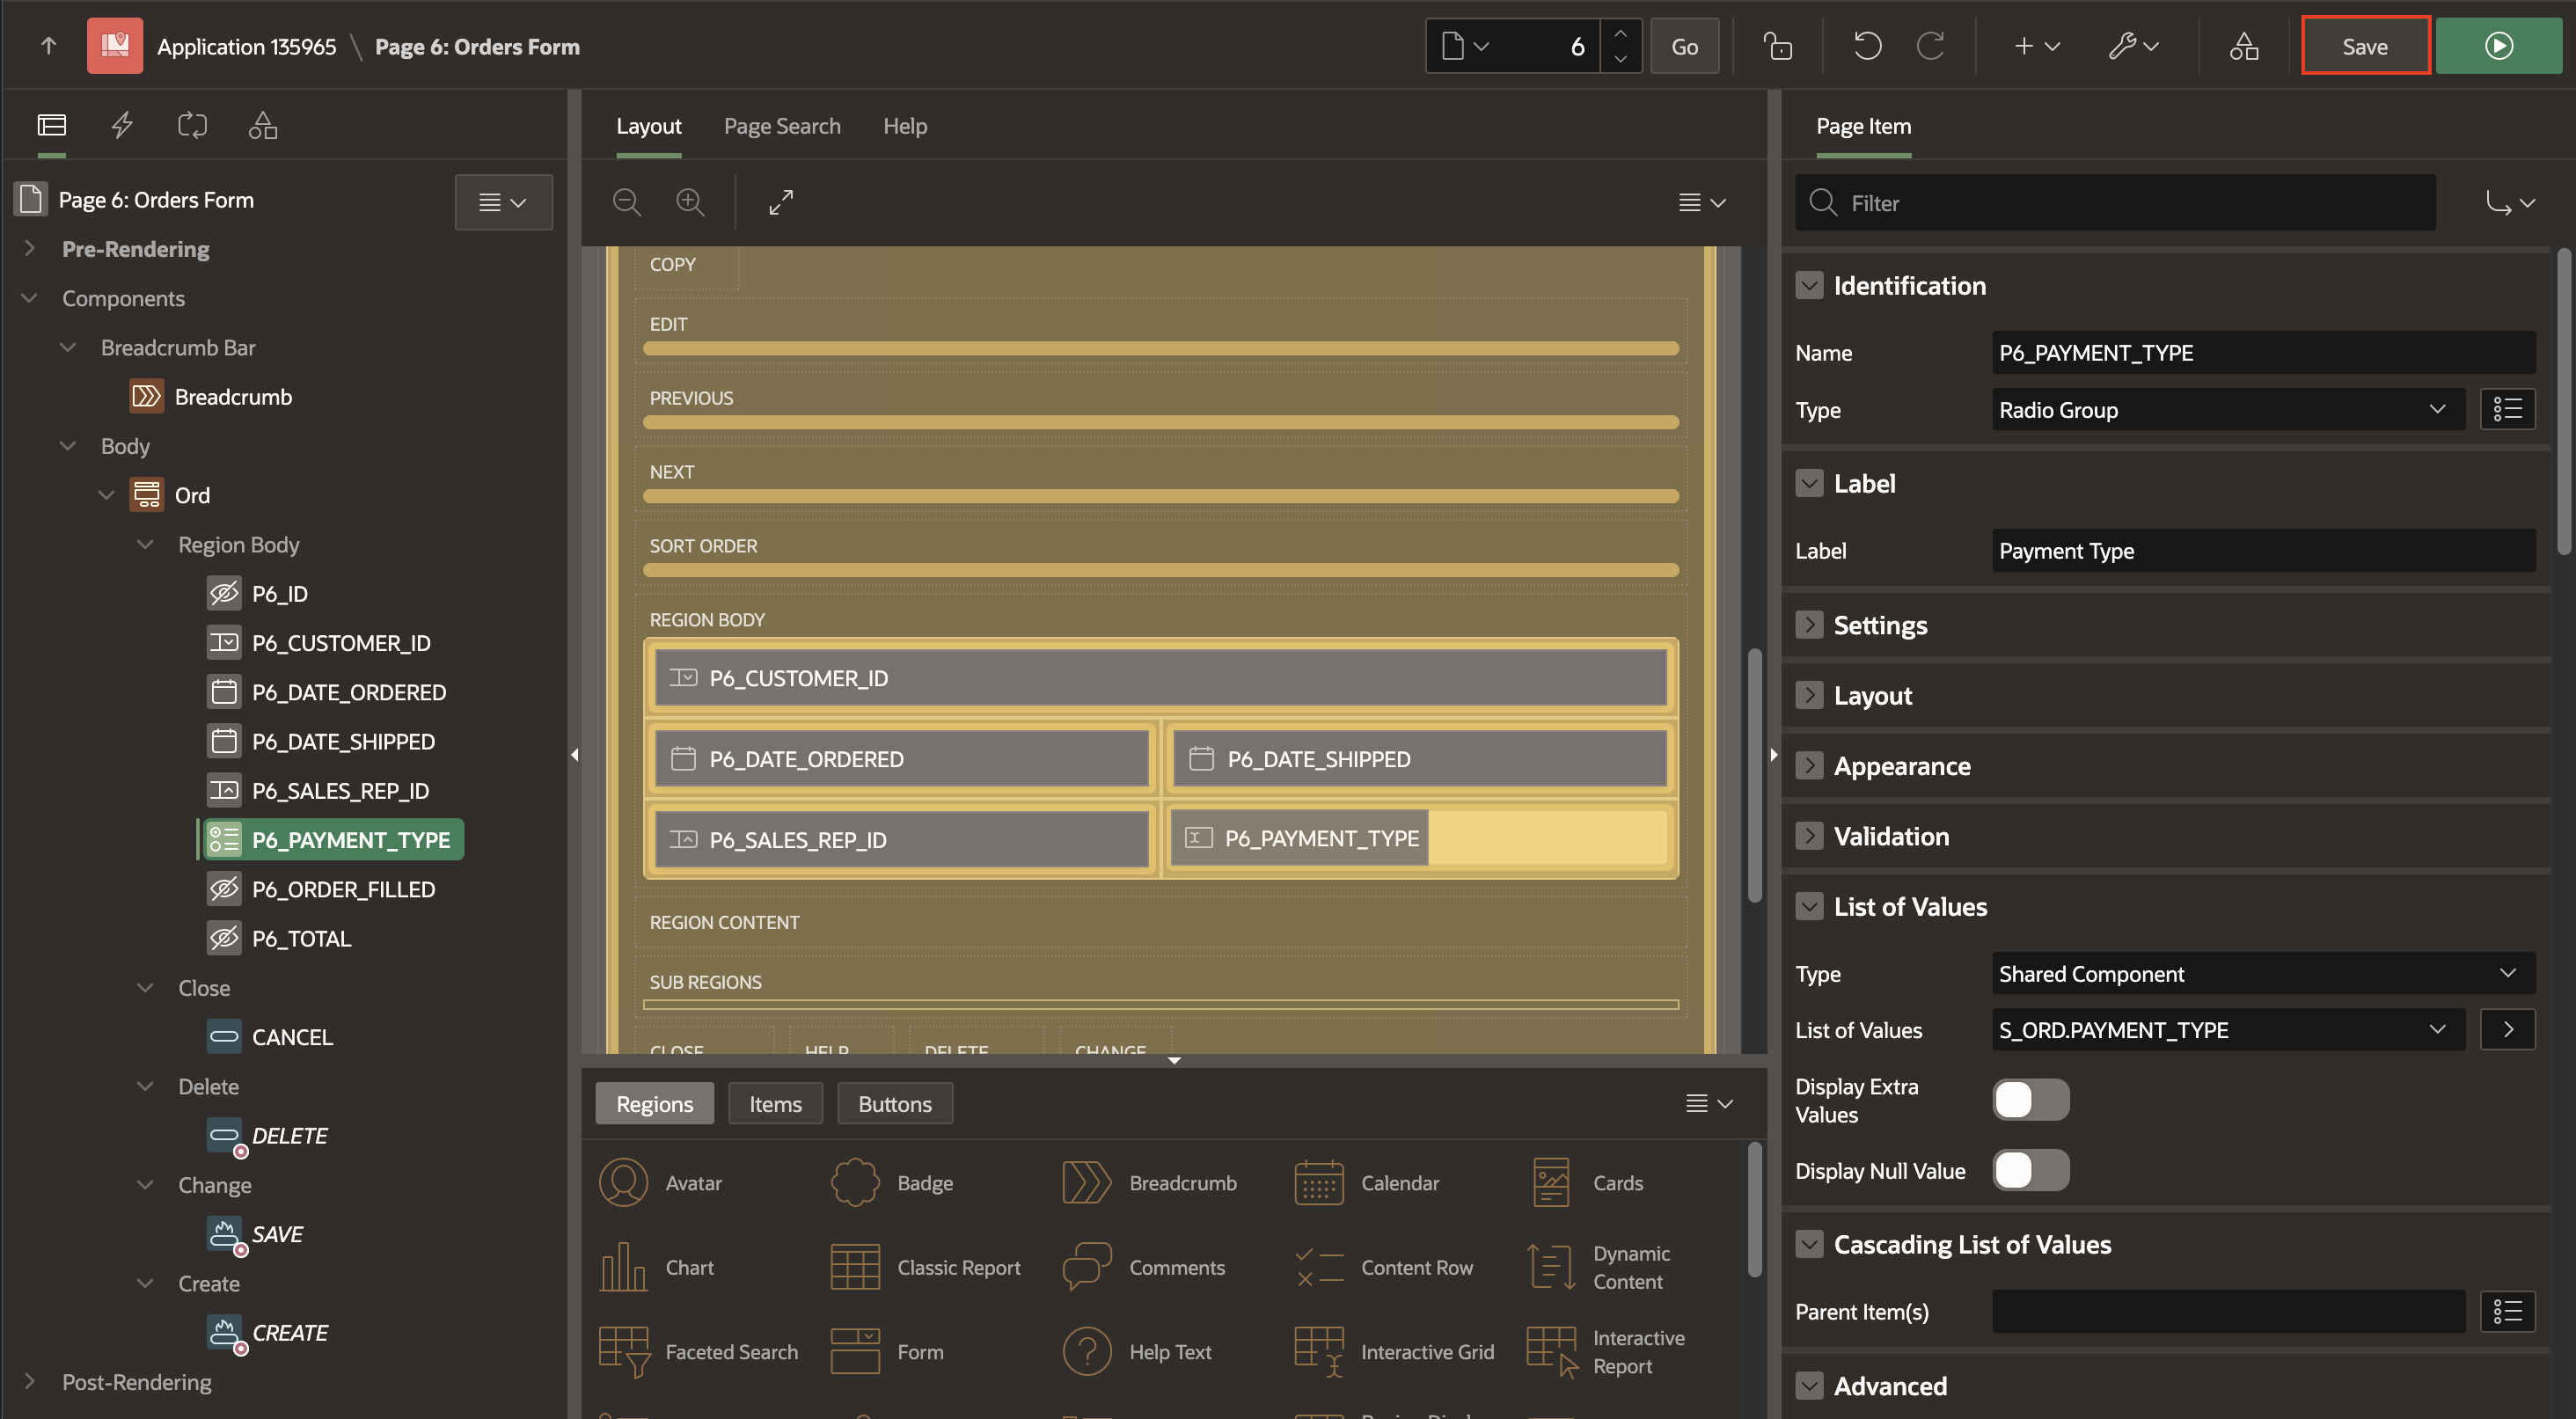 Application 135965 \ Page 6: Orders Form
6
Go
Save
Page 6: Orders Form
Pre-Rendering
Components
Breadcrumb Bar
Breadcrumb
Body
Ord
Region Body
P6_ID
P6_CUSTOMER_ID
P6_DATE_ORDERED
P6_DATE_SHIPPED
P6_SALES_REP_ID
P6_PAYMENT_TYPE
P6_ORDER_FILLED
P6_TOTAL
Close
CANCEL
Delete
DELETE
Change
SAVE
Create
CREATE
Post-Rendering
Layout
Page Search
Help
COPY
EDIT
PREVIOUS
NEXT
SORT ORDER
REGION BODY
P6_CUSTOMER_ID
P6_DATE_ORDERED
P6_DATE_SHIPPED
P6_SALES_REP_ID
P6_PAYMENT_TYPE
REGION CONTENT
SUB REGIONS
CLOSE
HELP
DELETE
CHANGE
Regions
Items
Buttons
Avatar
Badge
Breadcrumb
Calendar
Cards
Chart
Classic Report
Comments
Content Row
Dynamic
Content
Faceted Search
Form
Help Text
Interactive Grid
Interactive
Report
Page Item
Filter
Identification
Name
P6_PAYMENT_TYPE
Type
Radio Group
Label
Label
Payment Type
Settings
Layout
Appearance
Validation
List of Values
Type
Shared Component
List of Values
S_ORD.PAYMENT_TYPE
Display Extra
Values
Display Null Value
Cascading List of Values
Parent Item(s)
Advanced